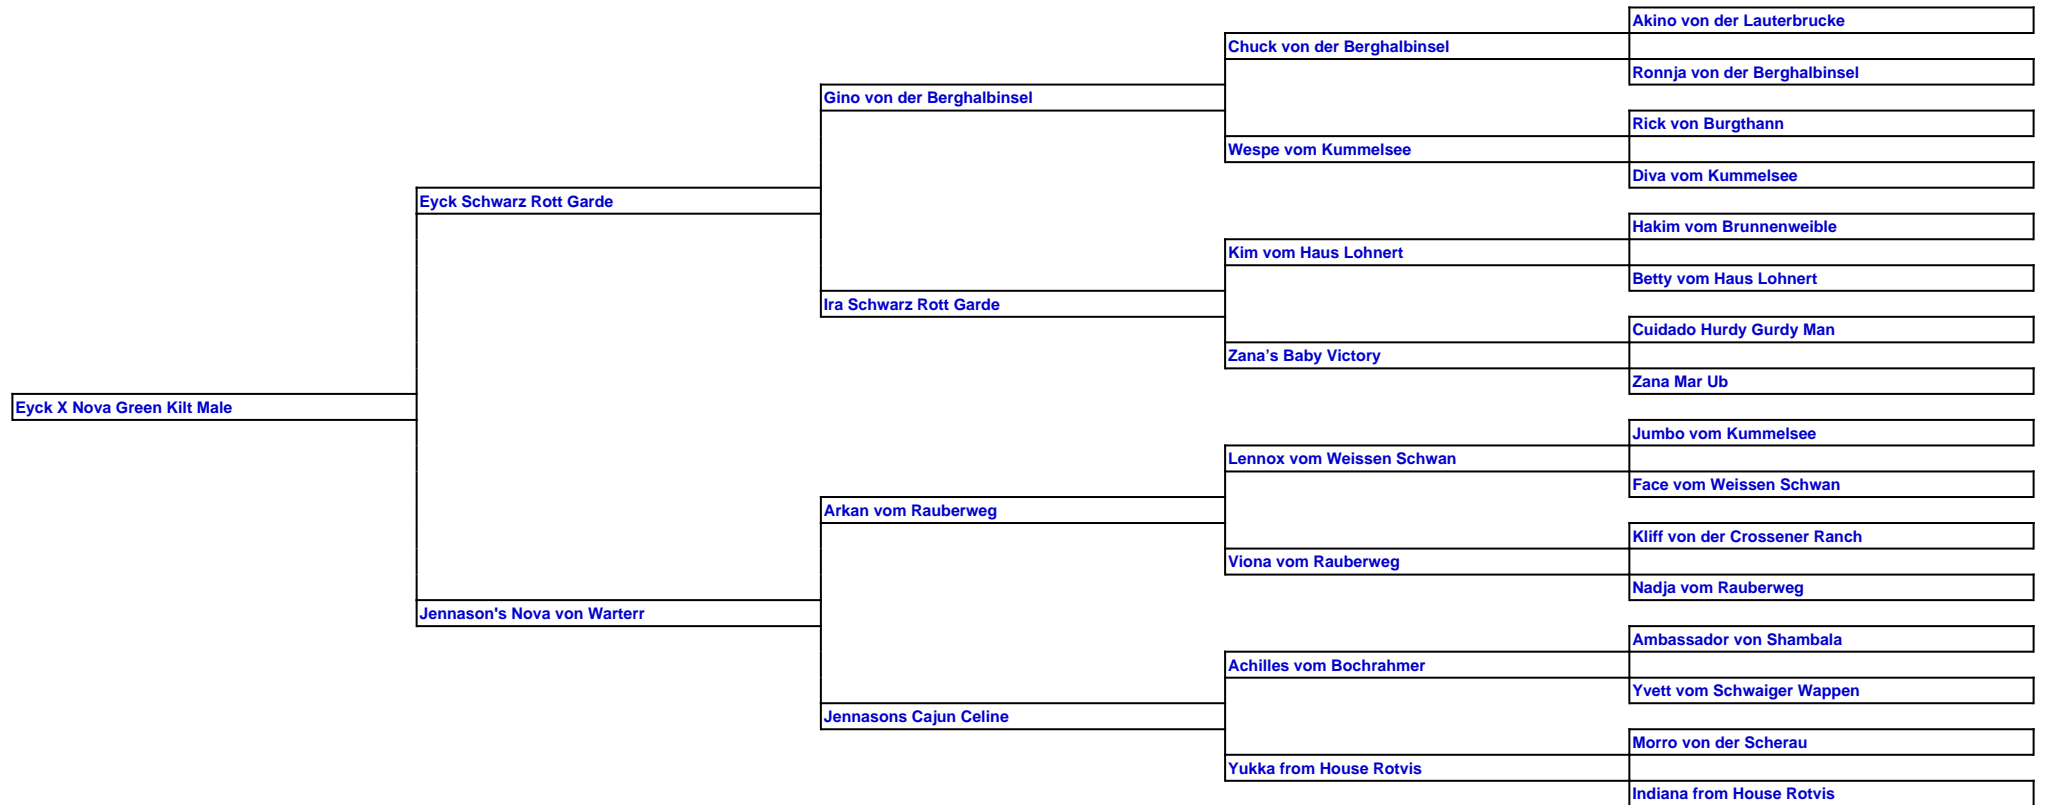 Akino von der Lauterbrucke
Chuck von der Berghalbinsel
Ronnja von der Berghalbinsel
Gino von der Berghalbinsel
Rick von Burgthann
Wespe vom Kummelsee
Diva vom Kummelsee
Eyck Schwarz Rott Garde
Hakim vom Brunnenweible
Kim vom Haus Lohnert
Betty vom Haus Lohnert
Ira Schwarz Rott Garde
Cuidado Hurdy Gurdy Man
Zana’s Baby Victory
Zana Mar Ub
Eyck X Nova Green Kilt Male
Jumbo vom Kummelsee
Lennox vom Weissen Schwan
Face vom Weissen Schwan
Arkan vom Rauberweg
Kliff von der Crossener Ranch
Viona vom Rauberweg
Nadja vom Rauberweg
Jennason's Nova von Warterr
Ambassador von Shambala
Achilles vom Bochrahmer
Yvett vom Schwaiger Wappen
Jennasons Cajun Celine
Morro von der Scherau
Yukka from House Rotvis
Indiana from House Rotvis